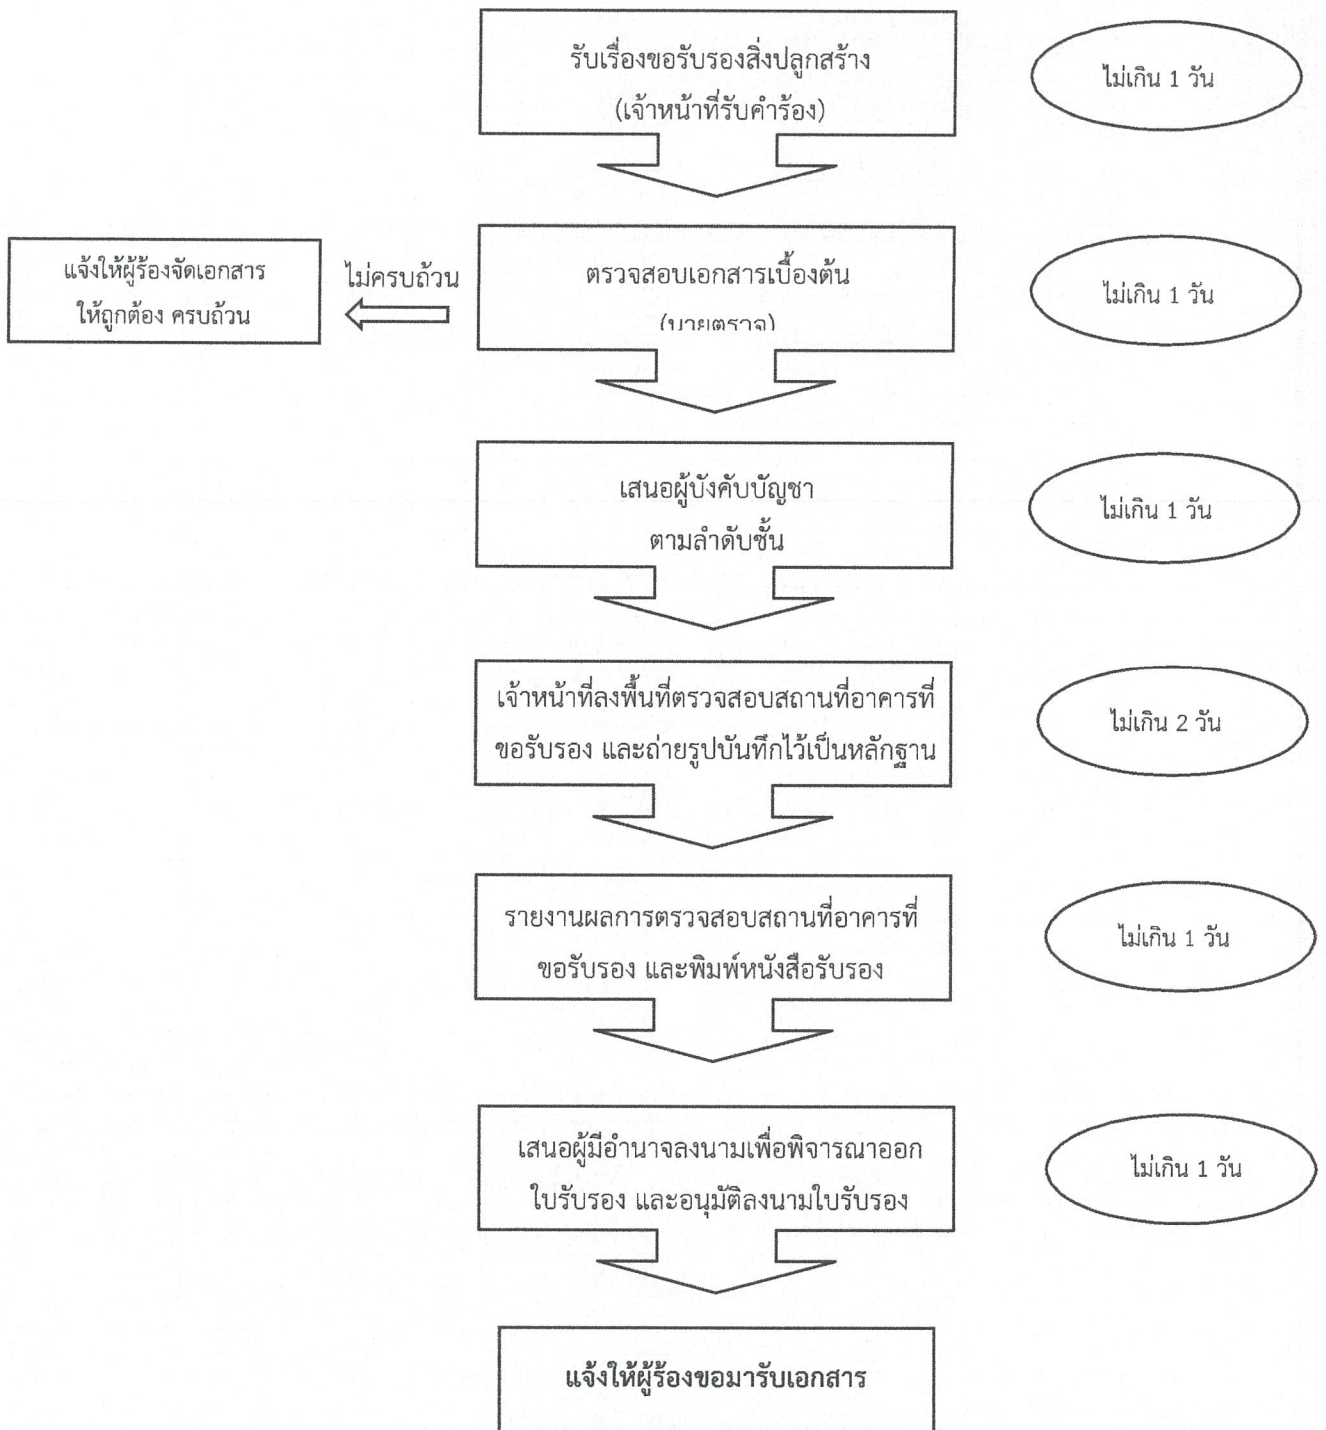 รับเรื่องขอรับรองสิ่งปลูกสร้าง
(เจ้าหน้าที่รับคำร้อง)
ไม่เกิน 1 วัน
แจ้งให้ผู้ร้องจัดเอกสาร
ให้ถูกต้อง ครบถ้วน
ไม่ครบถ้วน
ตรวจสอบเอกสารเบื้องต้น
(นายตรวจ)
ไม่เกิน 1 วัน
เสนอผู้บังคับบัญชา
ตามลำดับชั้น
ไม่เกิน 1 วัน
เจ้าหน้าที่ลงพื้นที่ตรวจสอบสถานที่อาคารที่
ขอรับรอง และถ่ายรูปบันทึกไว้เป็นหลักฐาน
ไม่เกิน 2 วัน
รายงานผลการตรวจสอบสถานที่อาคารที่
ขอรับรอง และพิมพ์หนังสือรับรอง
ไม่เกิน 1 วัน
เสนอผู้มีอำนาจลงนามเพื่อพิจารณาออก
ใบรับรอง และอนุมัติลงนามใบรับรอง
ไม่เกิน 1 วัน
แจ้งให้ผู้ร้องขอมารับเอกสาร